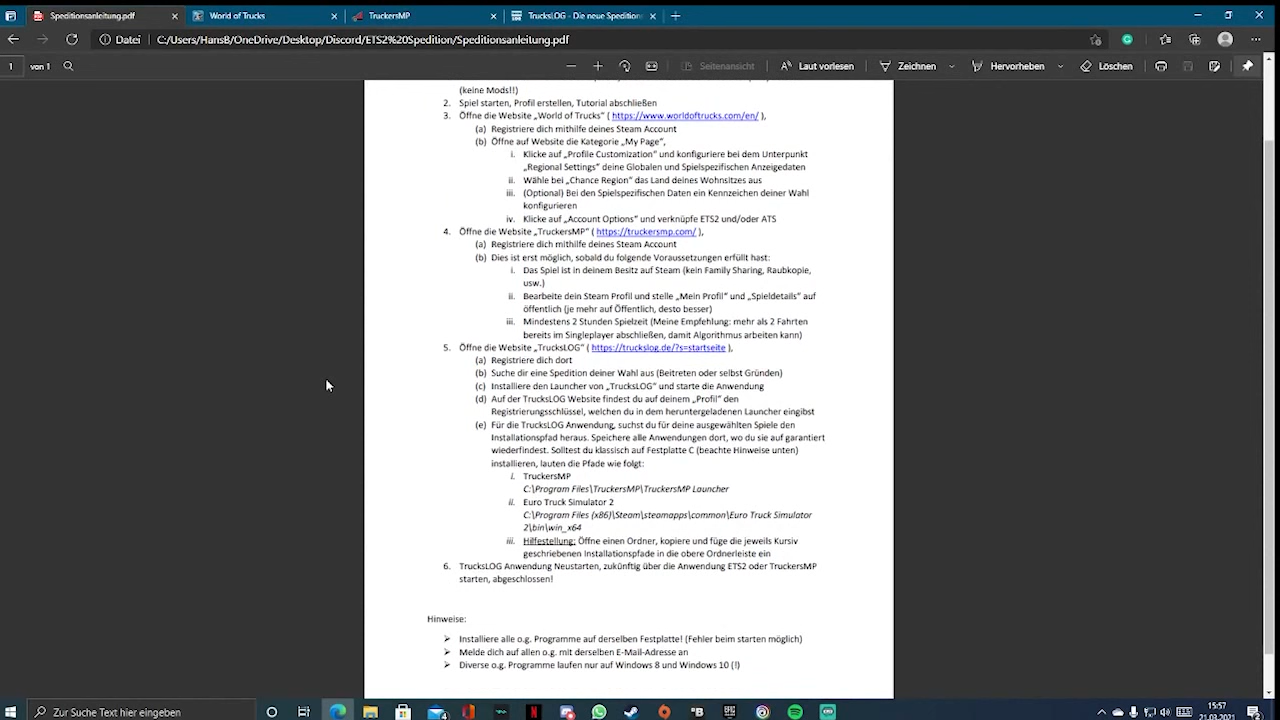 Speditionsanleitung.pdf
World of Trucks
TruckersMP
TrucksLOG - Die neue Spedition
Datei
C:/Users/HansB/OneDrive/Desktop/Discord/ETS2%20Spedition/Speditionsanleitung.pdf
1 von 1
Seitenansicht
Laut vorlesen
Zeichnen
Hervorheben
Löschen
(keine Mods!!)
2. Spiel starten, Profil erstellen, Tutorial abschließen
3. Öffne die Website „World of Trucks“ ( https://www.worldoftrucks.com/en/ ),
(a) Registriere dich mithilfe deines Steam Account
(b) Öffne auf Website die Kategorie „My Page“,
i. Klicke auf „Profile Customization“ und konfiguriere bei dem Unterpunkt
„Regional Settings“ deine Globalen und Spielspezifischen Anzeigedaten
ii. Wähle bei „Chance Region“ das Land deines Wohnsitzes aus
iii. (Optional) Bei den Spielspezifischen Daten ein Kennzeichen deiner Wahl
konfigurieren
iv. Klicke auf „Account Options“ und verknüpfe ETS2 und/oder ATS
4. Öffne die Website „TruckersMP“ ( https://truckersmp.com/ ),
(a) Registriere dich mithilfe deines Steam Account
(b) Dies ist erst möglich, sobald du folgende Voraussetzungen erfüllt hast:
i. Das Spiel ist in deinem Besitz auf Steam (kein Family Sharing, Raubkopie,
usw.)
ii. Bearbeite dein Steam Profil und stelle „Mein Profil“ und „Spieldetails“ auf
öffentlich (je mehr auf Öffentlich, desto besser)
iii. Mindestens 2 Stunden Spielzeit (Meine Empfehlung: mehr als 2 Fahrten
bereits im Singleplayer abschließen, damit Algorithmus arbeiten kann)
5. Öffne die Website „TrucksLOG“ ( https://truckslog.de/?s=startseite ),
(a) Registriere dich dort
(b) Suche dir eine Spedition deiner Wahl aus (Beitreten oder selbst Gründen)
(c) Installiere den Launcher von „TrucksLOG“ und starte die Anwendung
(d) Auf der TrucksLOG Website findest du auf deinem „Profil“ den
Registrierungsschlüssel, welchen du in dem heruntergeladenen Launcher eingibst
(e) Für die TrucksLOG Anwendung, suchst du für deine ausgewählten Spiele den
Installationspfad heraus. Speichere alle Anwendungen dort, wo du sie auf garantiert
wiederfindest. Solltest du klassisch auf Festplatte C (beachte Hinweise unten)
installieren, lauten die Pfade wie folgt:
i. TruckersMP
C:\Program Files\TruckersMP\TruckersMP Launcher
ii. Euro Truck Simulator 2
C:\Program Files (x86)\Steam\steamapps\common\Euro Truck Simulator
2\bin\win_x64
iii. Hilfestellung: Öffne einen Ordner, kopiere und füge die jeweils Kursiv
geschriebenen Installationspfade in die obere Ordnerleiste ein
6. TrucksLOG Anwendung Neustarten, zukünftig über die Anwendung ETS2 oder TruckersMP
starten, abgeschlossen!
Hinweise:
➢ Installiere alle o.g. Programme auf derselben Festplatte! (Fehler beim starten möglich)
➢ Melde dich auf allen o.g. mit derselben E-Mail-Adresse an
➢ Diverse o.g. Programme laufen nur auf Windows 8 und Windows 10 (!)
Zur Suche Text hier eingeben
15:57
21.03.2021